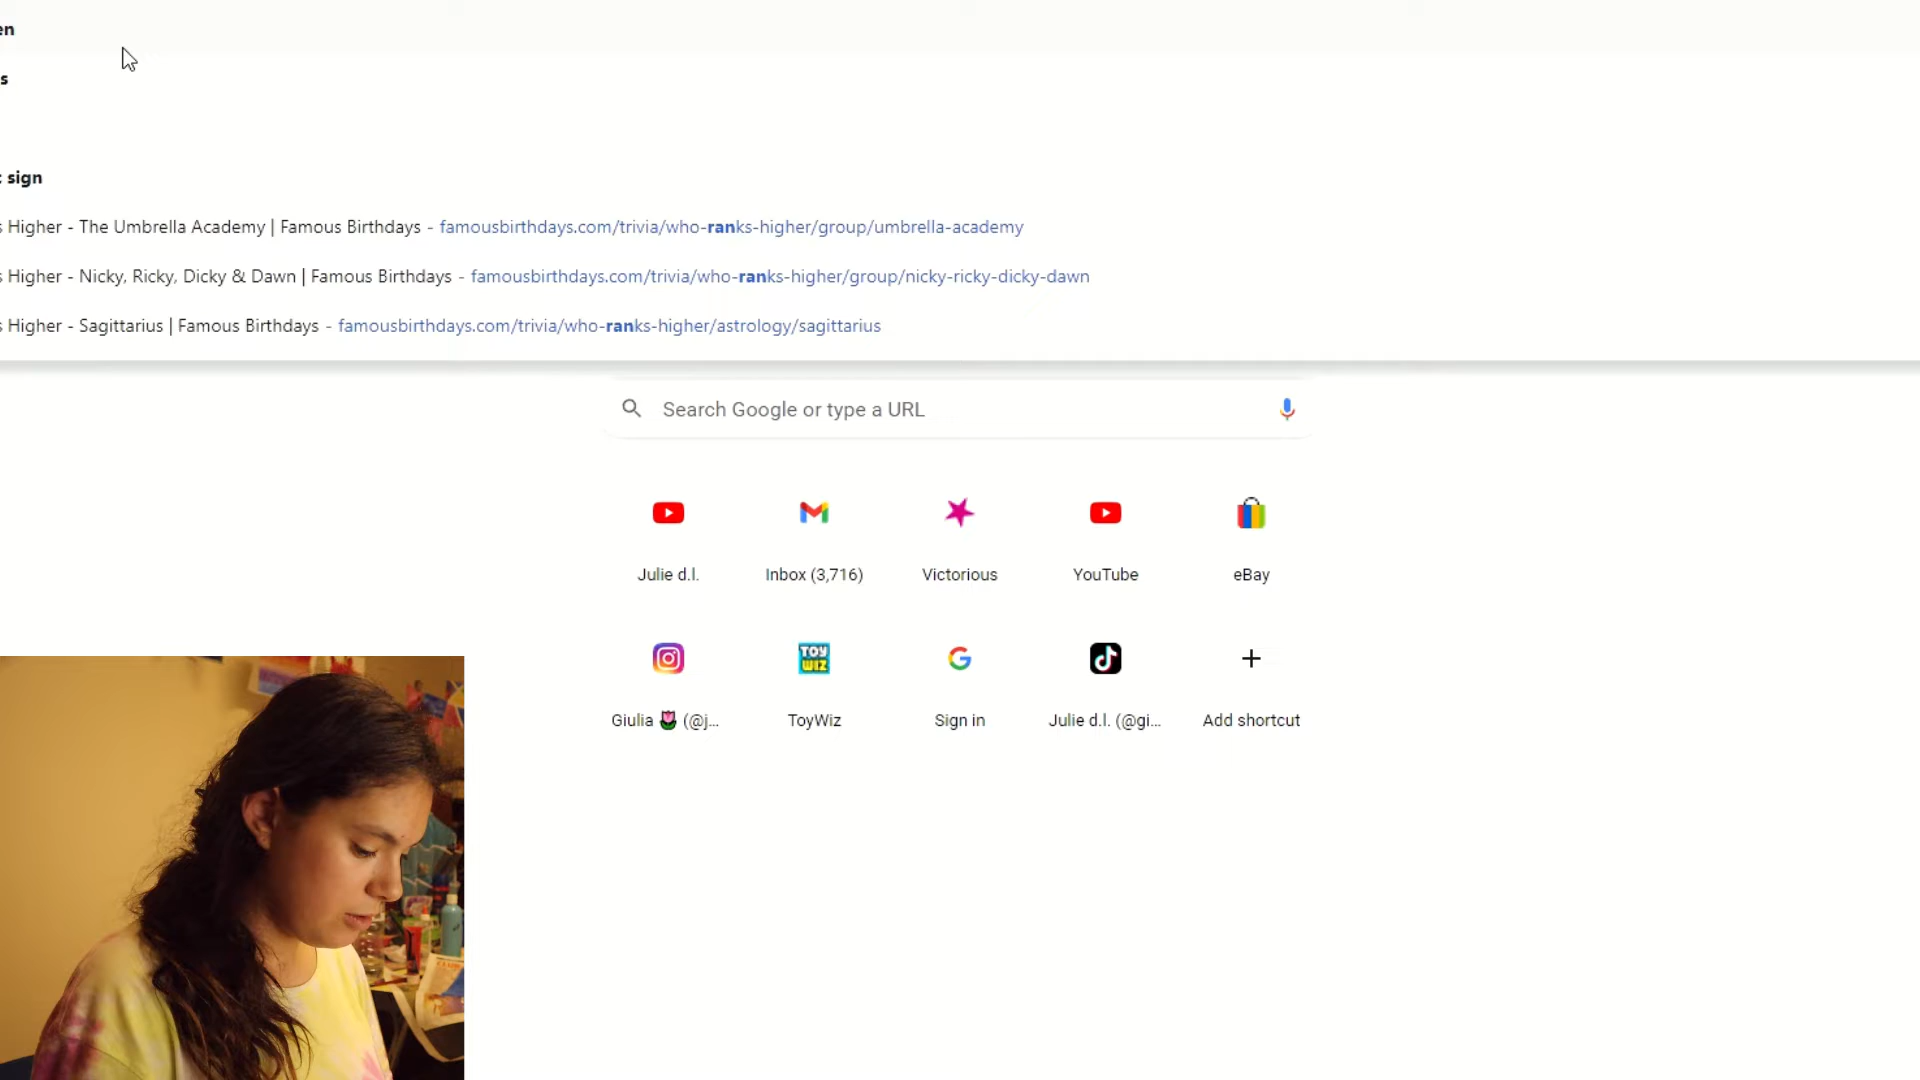 en
s
sign
s Higher - The Umbrella Academy | Famous Birthdays - famousbirthdays.com/trivia/who-ranks-higher/group/umbrella-academy
s Higher - Nicky, Ricky, Dicky & Dawn | Famous Birthdays - famousbirthdays.com/trivia/who-ranks-higher/group/nicky-ricky-dicky-dawn
s Higher - Sagittarius | Famous Birthdays - famousbirthdays.com/trivia/who-ranks-higher/astrology/sagittarius
Search Google or type a URL
Julie d.l. Inbox (3,716) Victorious YouTube eBay
TOY WIZ
Giulia 🌷 (@j... ToyWiz Sign in Julie d.l. (@gi... Add shortcut